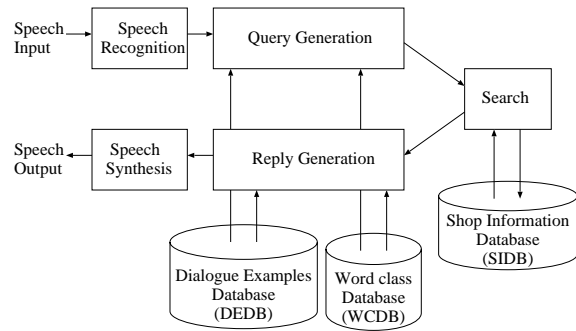 Speech
Input
Speech
Recognition
Query Generation
Search
Speech
Output
Speech
Synthesis
Reply Generation
Shop Information
Database
(SIDB)
Dialogue Examples
Database
(DEDB)
Word class
Database
(WCDB)